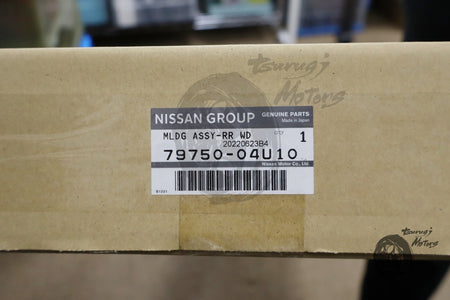 Tsurugi
Motors
NISSAN GROUP
GENUINE PARTS
Made in Japan
MLDG ASSY-RR WD
QTY
1
20220623B4
79750-04U10
Nissan Motor Co., Ltd.
Tsurugi
Motors